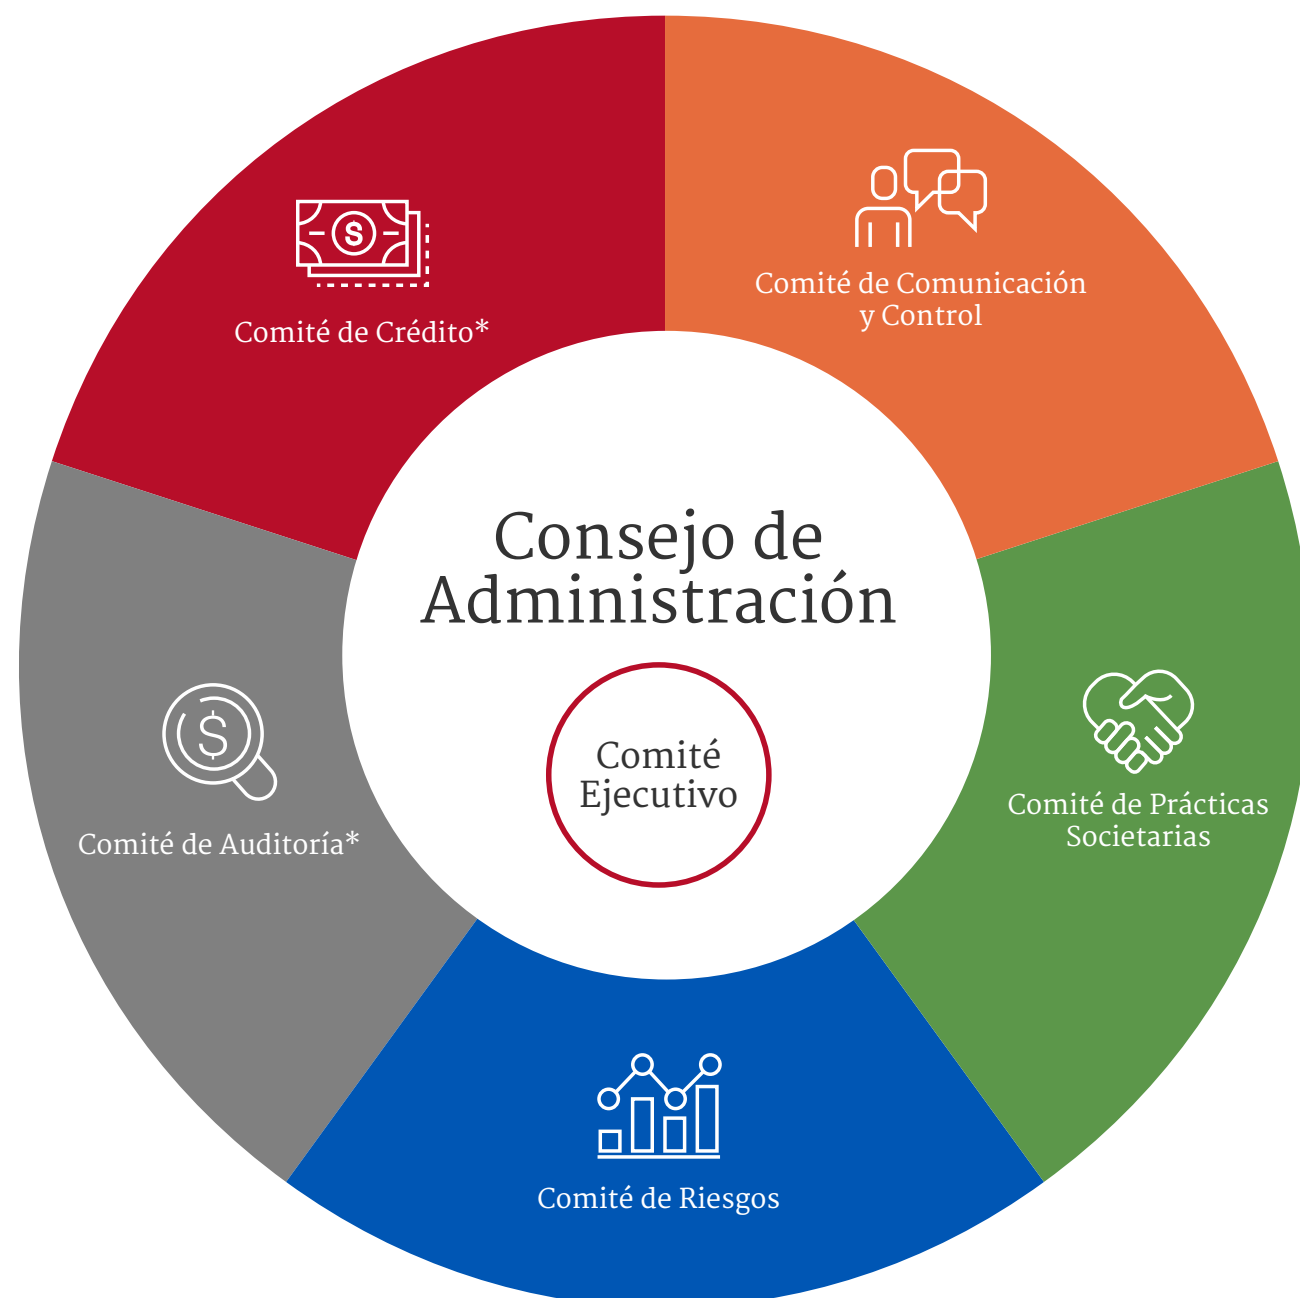 Comité de Comunicación
y Control
Comité de Crédito*
Consejo de
Administración
Comité
Ejecutivo
Comité de Prácticas
Societarias
Comité de Auditoría*
Comité de Riesgos
$
$